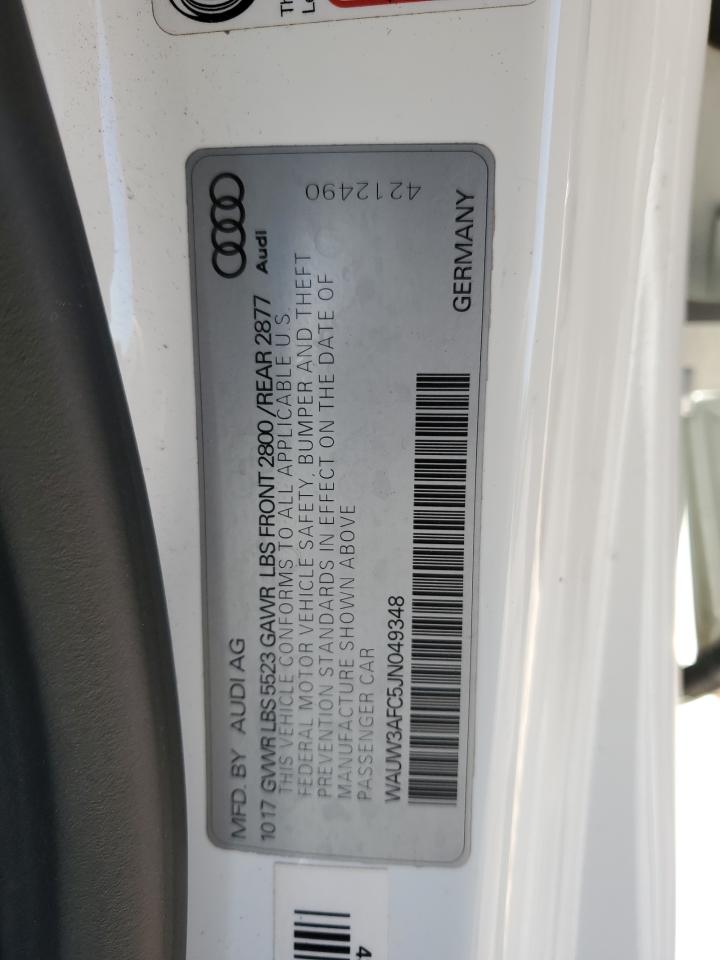 MFD. BY AUDI AG
1017 GVWR LBS 5523 GAWR LBS FRONT 2800 /REAR 2877
THIS VEHICLE CONFORMS TO ALL APPLICABLE U.S.
FEDERAL MOTOR VEHICLE SAFETY, BUMPER AND THEFT
PREVENTION STANDARDS IN EFFECT ON THE DATE OF
MANUFACTURE SHOWN ABOVE
PASSENGER CAR
WAUW3AFC5JN049348
Audi
4212490
GERMANY